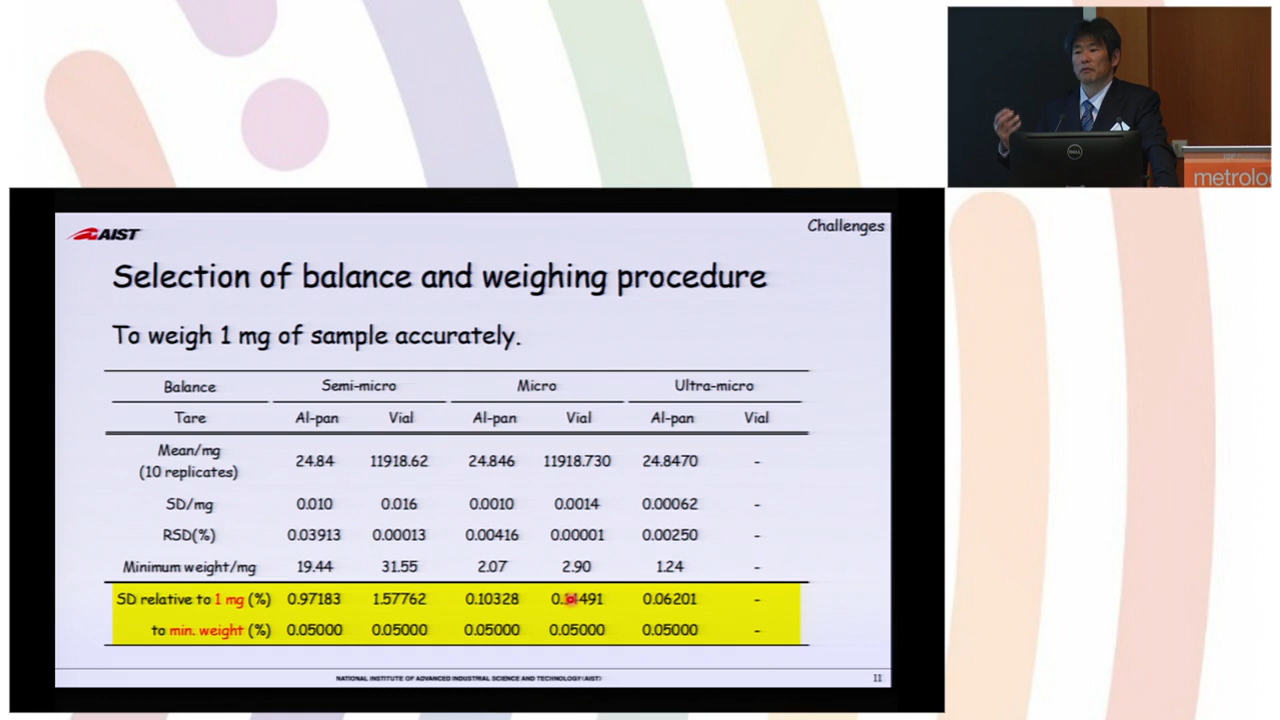 DELL
metrolo
AIST
Challenges
Selection of balance and weighing procedure
To weigh 1 mg of sample accurately.
Balance Semi-micro Micro Ultra-micro
Tare Al-pan Vial Al-pan Vial Al-pan Vial
Mean/mg
(10 replicates) 24.84 11918.62 24.846 11918.730 24.8470 -
SD/mg 0.010 0.016 0.0010 0.0014 0.00062 -
RSD(%) 0.03913 0.00013 0.00416 0.00001 0.00250 -
Minimum weight/mg 19.44 31.55 2.07 2.90 1.24 -
SD relative to 1 mg (%) 0.97183 1.57762 0.10328 0.06201 -
to min. weight (%) 0.05000 0.05000 0.05000 0.05000 0.05000 -
NATIONAL INSTITUTE OF ADVANCED INDUSTRIAL SCIENCE AND TECHNOLOGY(AIST)
11